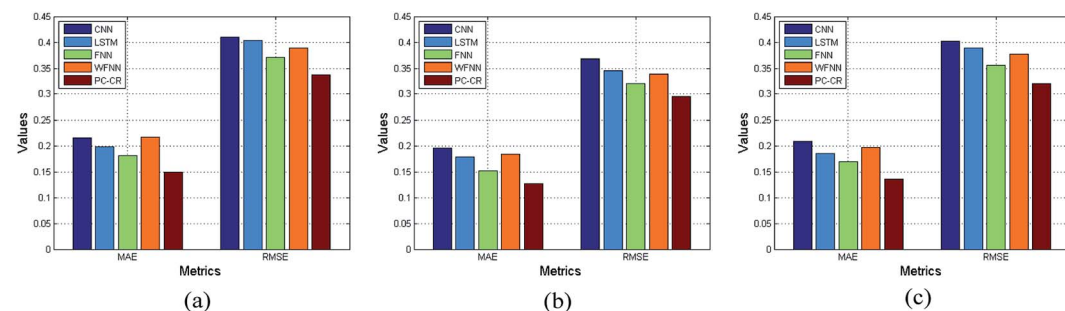 0.45
0.4
0.35
0.3
0.25
0.2
0.15
0.1
0.05
0
Values
CNN
LSTM
FNN
WFNN
PC-CR
MAE
RMSE
Metrics
(a)
0.45
0.4
0.35
0.3
0.25
0.2
0.15
0.1
0.05
0
Values
CNN
LSTM
FNN
WFNN
PC-CR
MAE
RMSE
Metrics
(b)
0.45
0.4
0.35
0.3
0.25
0.2
0.15
0.1
0.05
0
Values
CNN
LSTM
FNN
WFNN
PC-CR
MAE
RMSE
Metrics
(c)